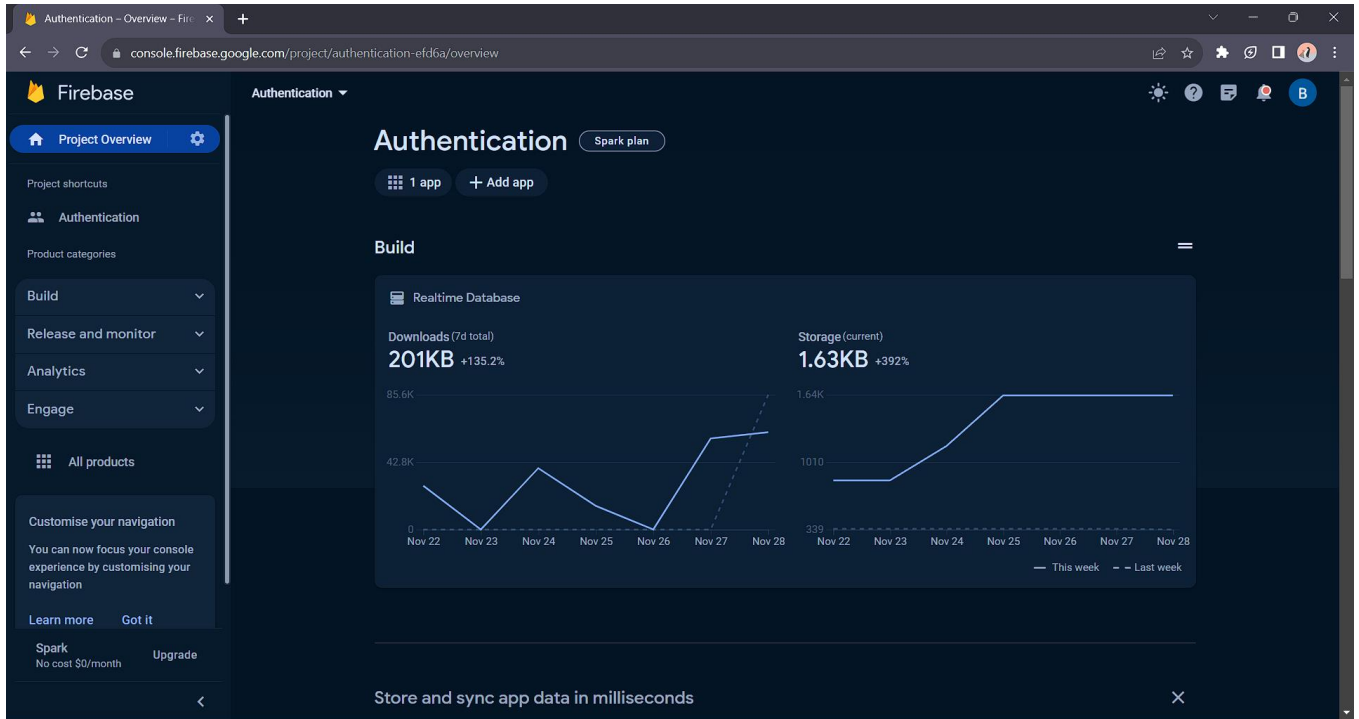 Authentication – Overview – Fire
console.firebase.google.com/project/authentication-efd6a/overview
Firebase
Authentication
B
Project Overview
Project shortcuts
Authentication
Product categories
Build
Release and monitor
Analytics
Engage
All products
Customise your navigation
You can now focus your console
experience by customising your
navigation
Learn more Got it
Spark
No cost $0/month
Upgrade
Authentication Spark plan
1 app + Add app
Build
Realtime Database
Downloads (7d total)
201KB +135.2%
85.6K
42.8K
0
Nov 22 Nov 23 Nov 24 Nov 25 Nov 26 Nov 27 Nov 28
Storage (current)
1.63KB +392%
1.64K
1010
339
Nov 22 Nov 23 Nov 24 Nov 25 Nov 26 Nov 27 Nov 28
This week Last week
Store and sync app data in milliseconds